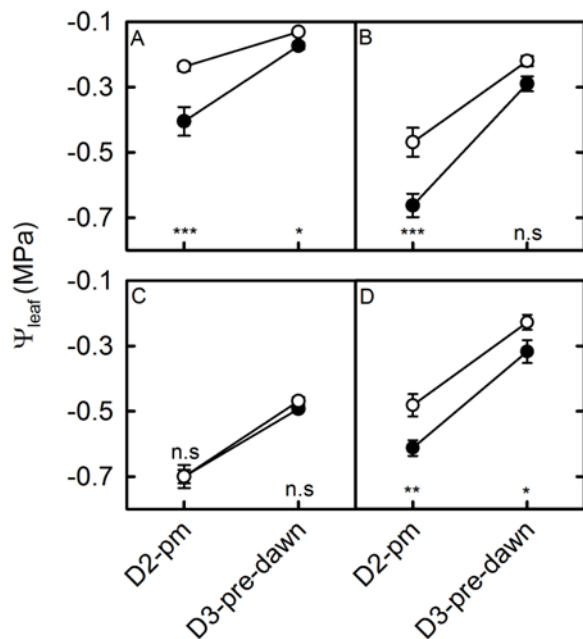 A
B
-0.1
-0.3
-0.5
-0.7
***
*
***
n.s
Ψleaf (MPa)
C
D
-0.1
-0.3
-0.5
-0.7
n.s
n.s
**
*
D2-pm
D3-pre-dawn
D2-pm
D3-pre-dawn